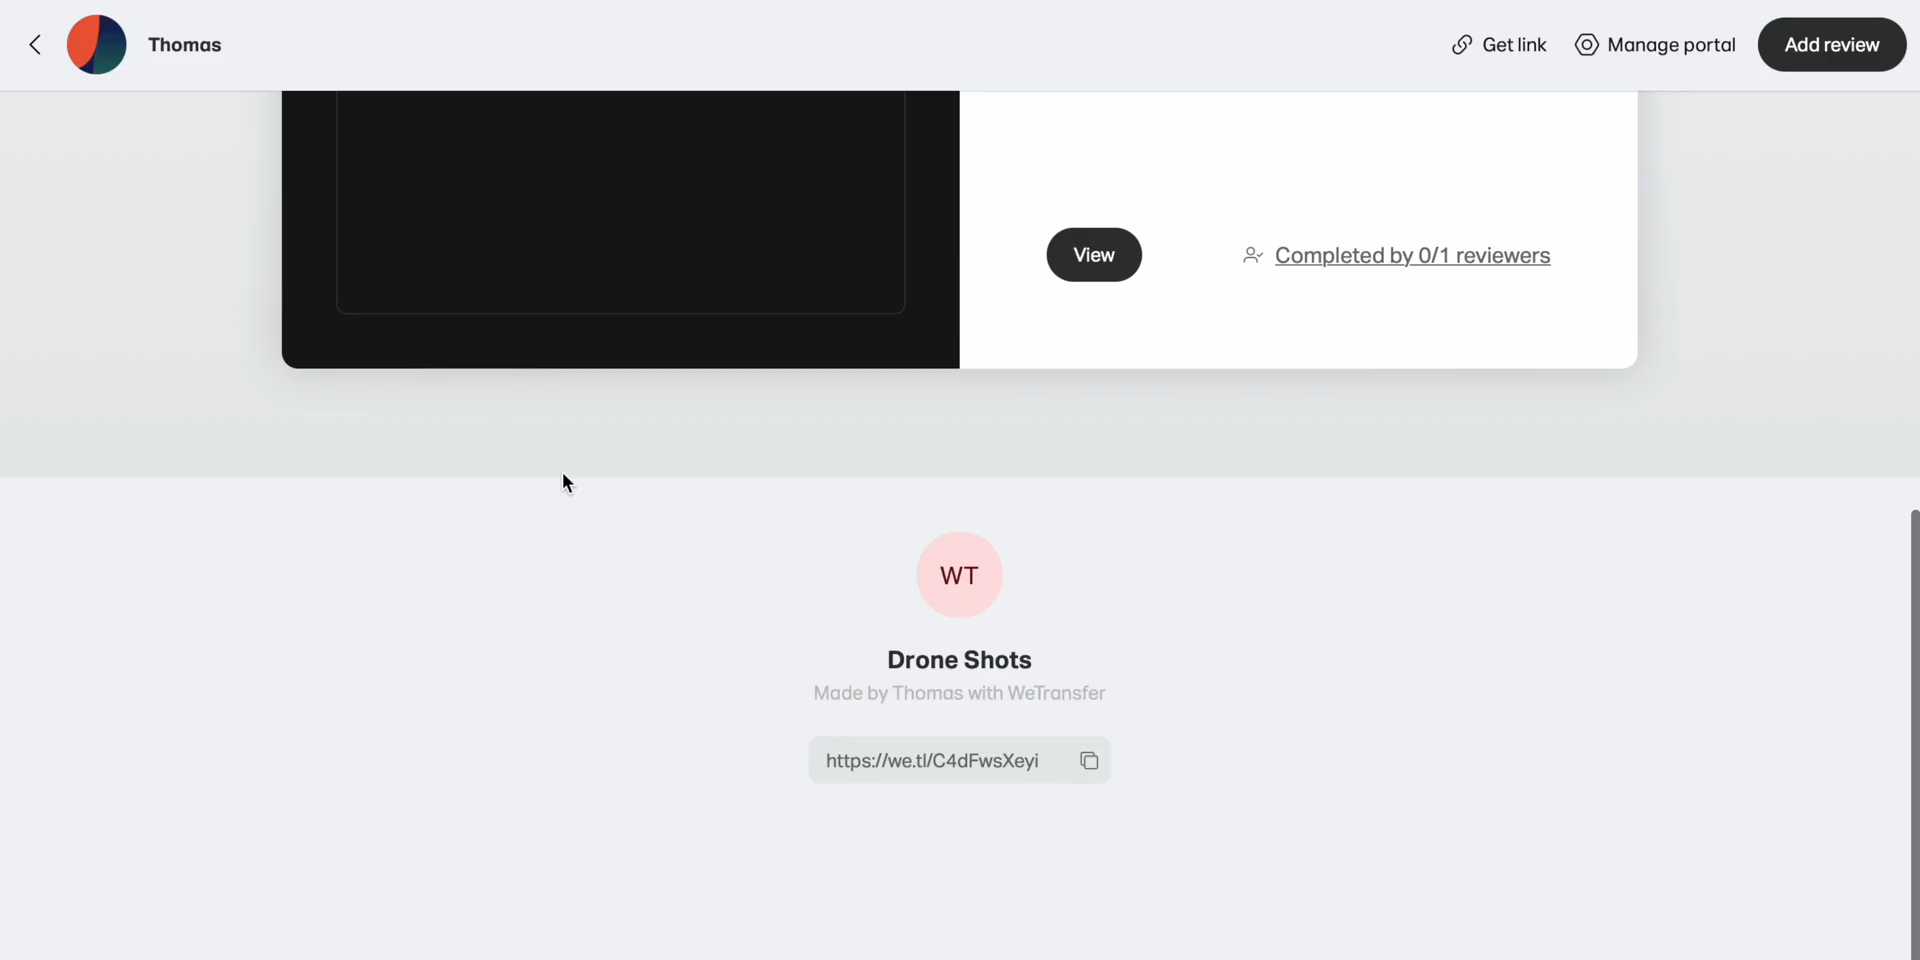 Thomas
Get link
Manage portal
Add review
View
Completed by 0/1 reviewers
WT
Drone Shots
Made by Thomas with WeTransfer
https://we.tl/C4dFwsXeyi